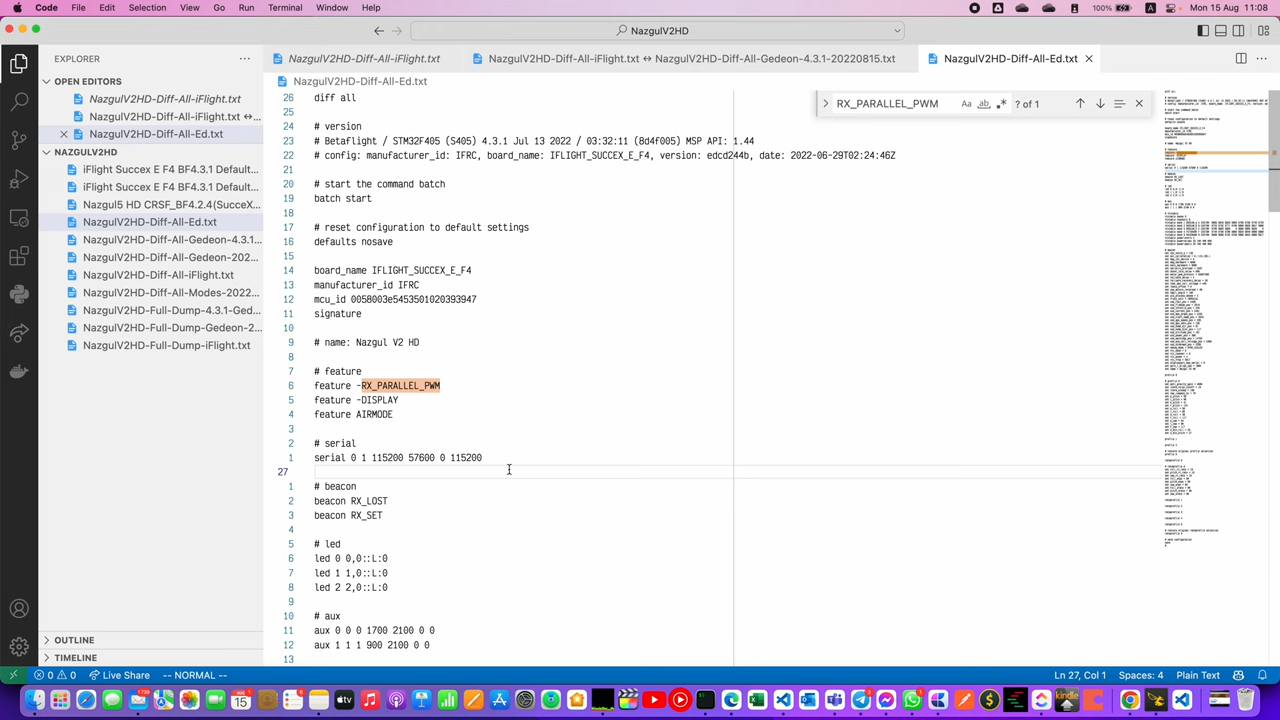 Code File Edit Selection View Go Run Terminal Window Help 100% A Mon 15 Aug 11:08
NazgulV2HD
EXPLORER
NazgulV2HD-Diff-All-iFlight.txt
NazgulV2HD-Diff-All-iFlight.txt ↔ NazgulV2HD-Diff-All-Gedeon-4.3.1-20220815.txt
NazgulV2HD-Diff-All-Ed.txt
OPEN EDITORS
NazgulV2HD-Diff-All-iFlight.txt
NazgulV2HD-Diff-All-iFlight.txt ↔...
NazgulV2HD-Diff-All-Ed.txt
NAZGULV2HD
iFlight Succex E F4 BF4.3.1 Default...
iFlight Succex E F4 BF4.3.1 Default...
Nazgul5 HD CRSF_BF4.2.4(SucceX...
NazgulV2HD-Diff-All-Ed.txt
NazgulV2HD-Diff-All-Gedeon-4.3.1...
NazgulV2HD-Diff-All-Gedeon-202...
NazgulV2HD-Diff-All-iFlight.txt
NazgulV2HD-Diff-All-Modes-2022...
NazgulV2HD-Full-Dump-4.3.1-Ged...
NazgulV2HD-Full-Dump-Gedeon-2...
NazgulV2HD-Full-Dump-iFlight.txt
OUTLINE
TIMELINE
NazgulV2HD-Diff-All-Ed.txt
RX_PARALLEL_PWM Aa ab .* ? of 1
26 diff all
25
24 # version
23 # Betaflight / STM32F405 (S405) 4.3.1 Jul 13 2022 / 03:32:11 (8d4f005) MSP API: 1.44
22 # config: manufacturer_id: IFRC, board_name: IFLIGHT_SUCCEX_E_F4, version: edcda9ab, date: 2022-06-29T02:24:46Z
21
20 # start the command batch
19 batch start
18
17 # reset configuration to default settings
16 defaults nosave
15
14 board_name IFLIGHT_SUCCEX_E_F4
13 manufacturer_id IFRC
12 mcu_id 0058003e5453501020393957
11 signature
10
9 # name: Nazgul V2 HD
8
7 # feature
6 feature -RX_PARALLEL_PWM
5 feature -DISPLAY
4 feature AIRMODE
3
2 # serial
1 serial 0 1 115200 57600 0 115200
27
1 # beacon
2 beacon RX_LOST
3 beacon RX_SET
4
5 # led
6 led 0 0,0::L:0
7 led 1 1,0::L:0
8 led 2 2,0::L:0
9
10 # aux
11 aux 0 0 0 1700 2100 0 0
12 aux 1 1 1 900 2100 0 0
13
0 0 Live Share -- NORMAL -- Ln 27, Col 1 Spaces: 4 Plain Text